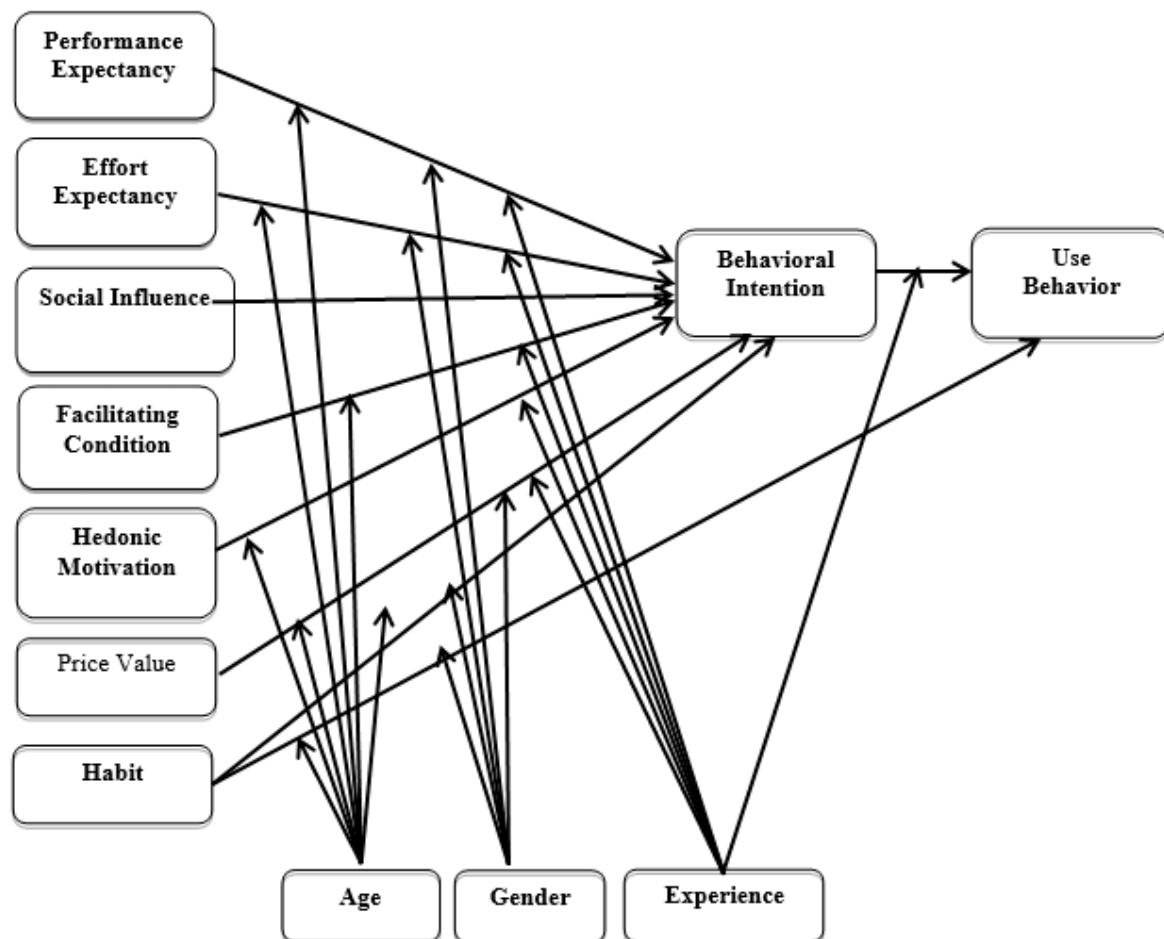 Performance
Expectancy
Effort
Expectancy
Social Influence
Facilitating
Condition
Hedonic
Motivation
Price Value
Habit
Behavioral
Intention
Use
Behavior
Age
Gender
Experience